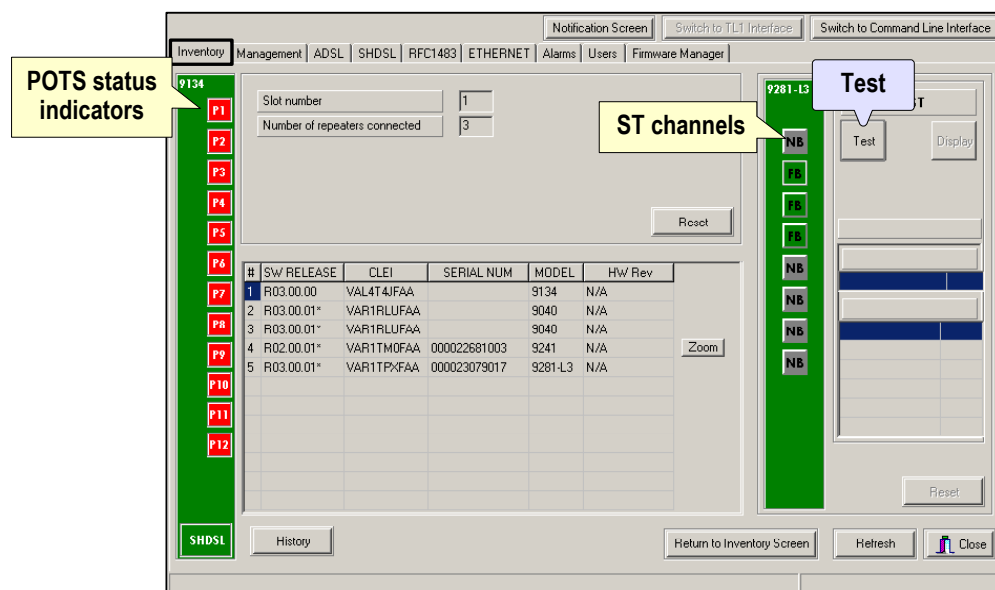 Notification Screen Switch to TL1 Interface Switch to Command Line Interface
Inventory Management ADSL SHDSL RFC1483 ETHERNET Alarms Users Firmware Manager
POTS status indicators
9134
P1
P2
P3
P4
P5
P6
P7
P8
P9
P10
P11
P12
SHDSL
Slot number 1
Number of repeaters connected 3
Reset
# SW RELEASE CLEI SERIAL NUM MODEL HW Rev
1 R03.00.00 VAL4T4JFAA 9134 N/A
2 R03.00.01* VAR1RLUFAA 9040 N/A
3 R03.00.01* VAR1RLUFAA 9040 N/A
4 R02.00.01* VAR1TM0FAA 000022681003 9241 N/A
5 R03.00.01* VAR1TPXFAA 000023079017 9281-L3 N/A
Zoom
ST channels
9281-L3
NB
FB
FB
FB
NB
NB
NB
NB
Test
ST
Test Display
Reset
History Return to Inventory Screen Refresh Close